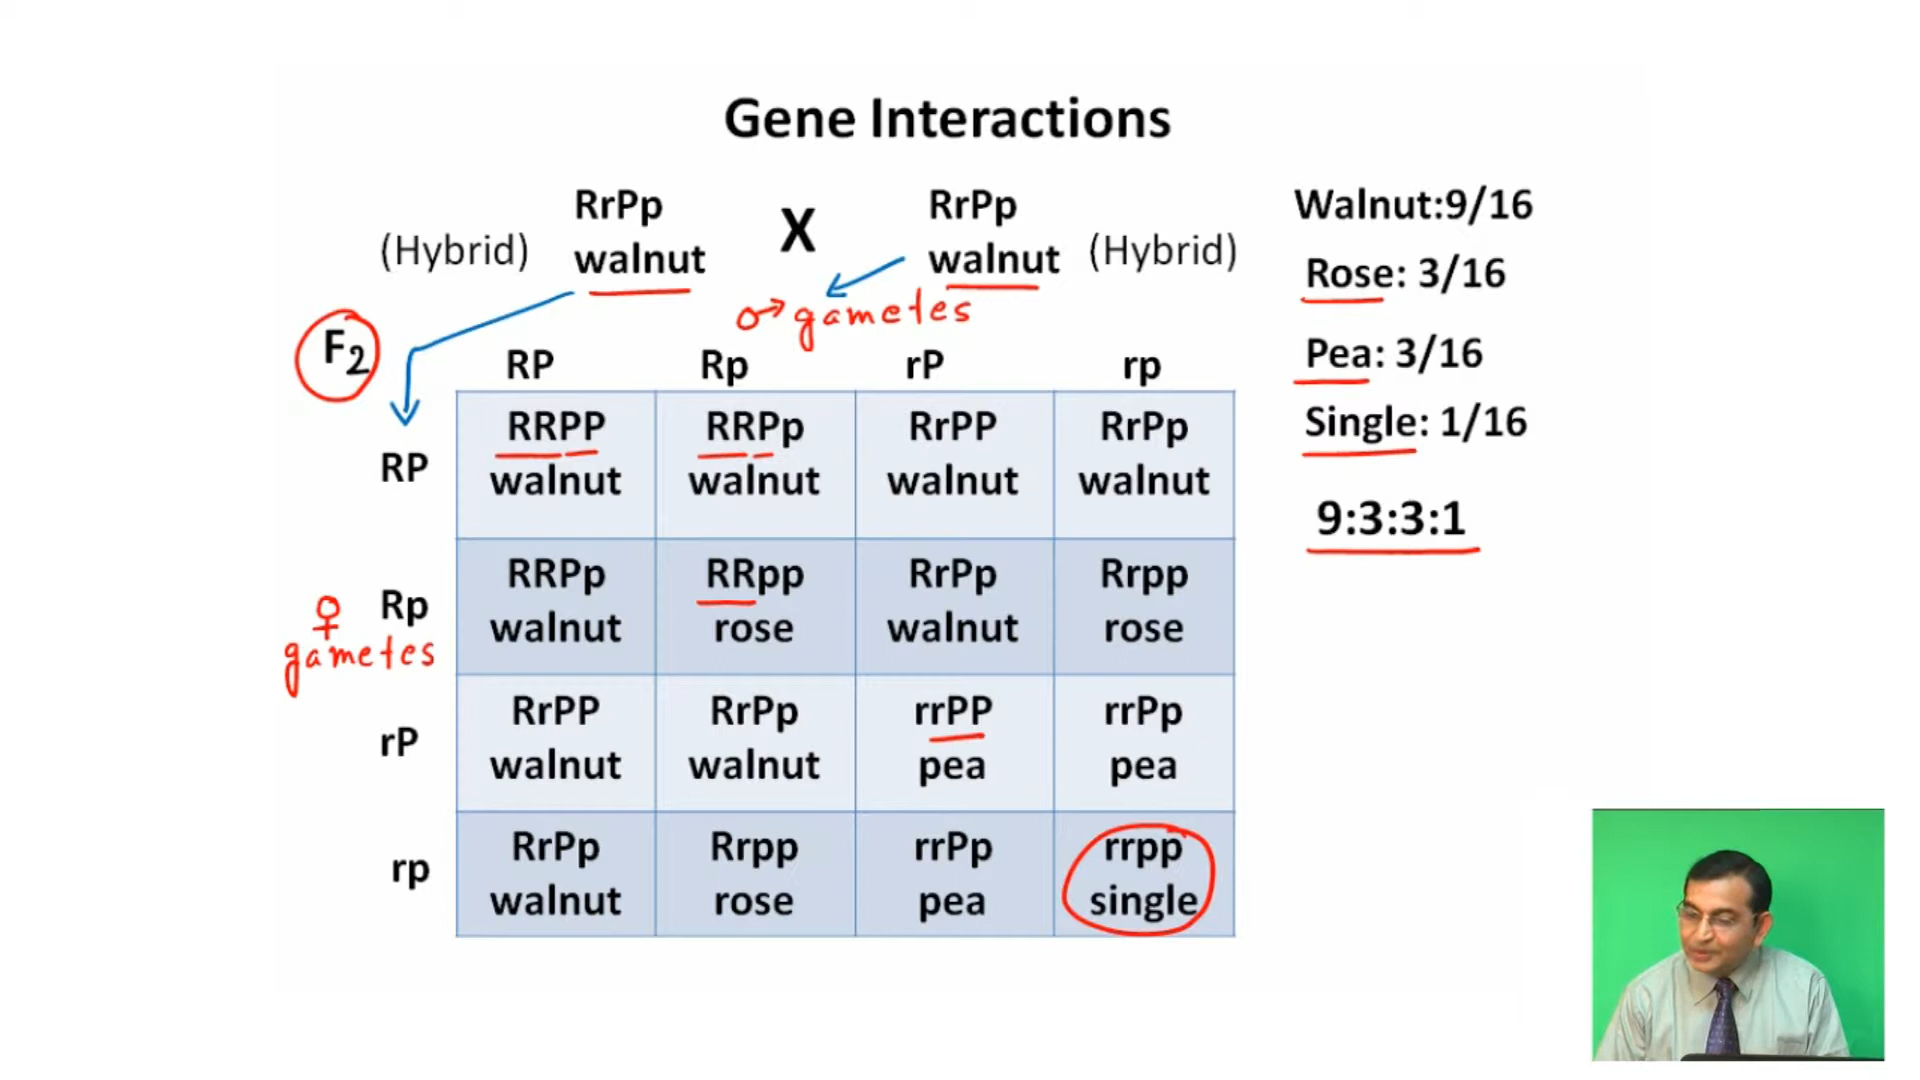 Gene Interactions
RrPp X RrPp
(Hybrid) walnut walnut (Hybrid)
♂ gametes
F2
RP Rp rP rp
RP RRPP RRPp RrPP RrPp
walnut walnut walnut walnut
Rp RRPp RRpp RrPp Rrpp
walnut rose walnut rose
♀ gametes
rP RrPP RrPp rrPP rrPp
walnut walnut pea pea
rp RrPp Rrpp rrPp rrpp
walnut rose pea single
Walnut:9/16
Rose: 3/16
Pea: 3/16
Single: 1/16
9:3:3:1